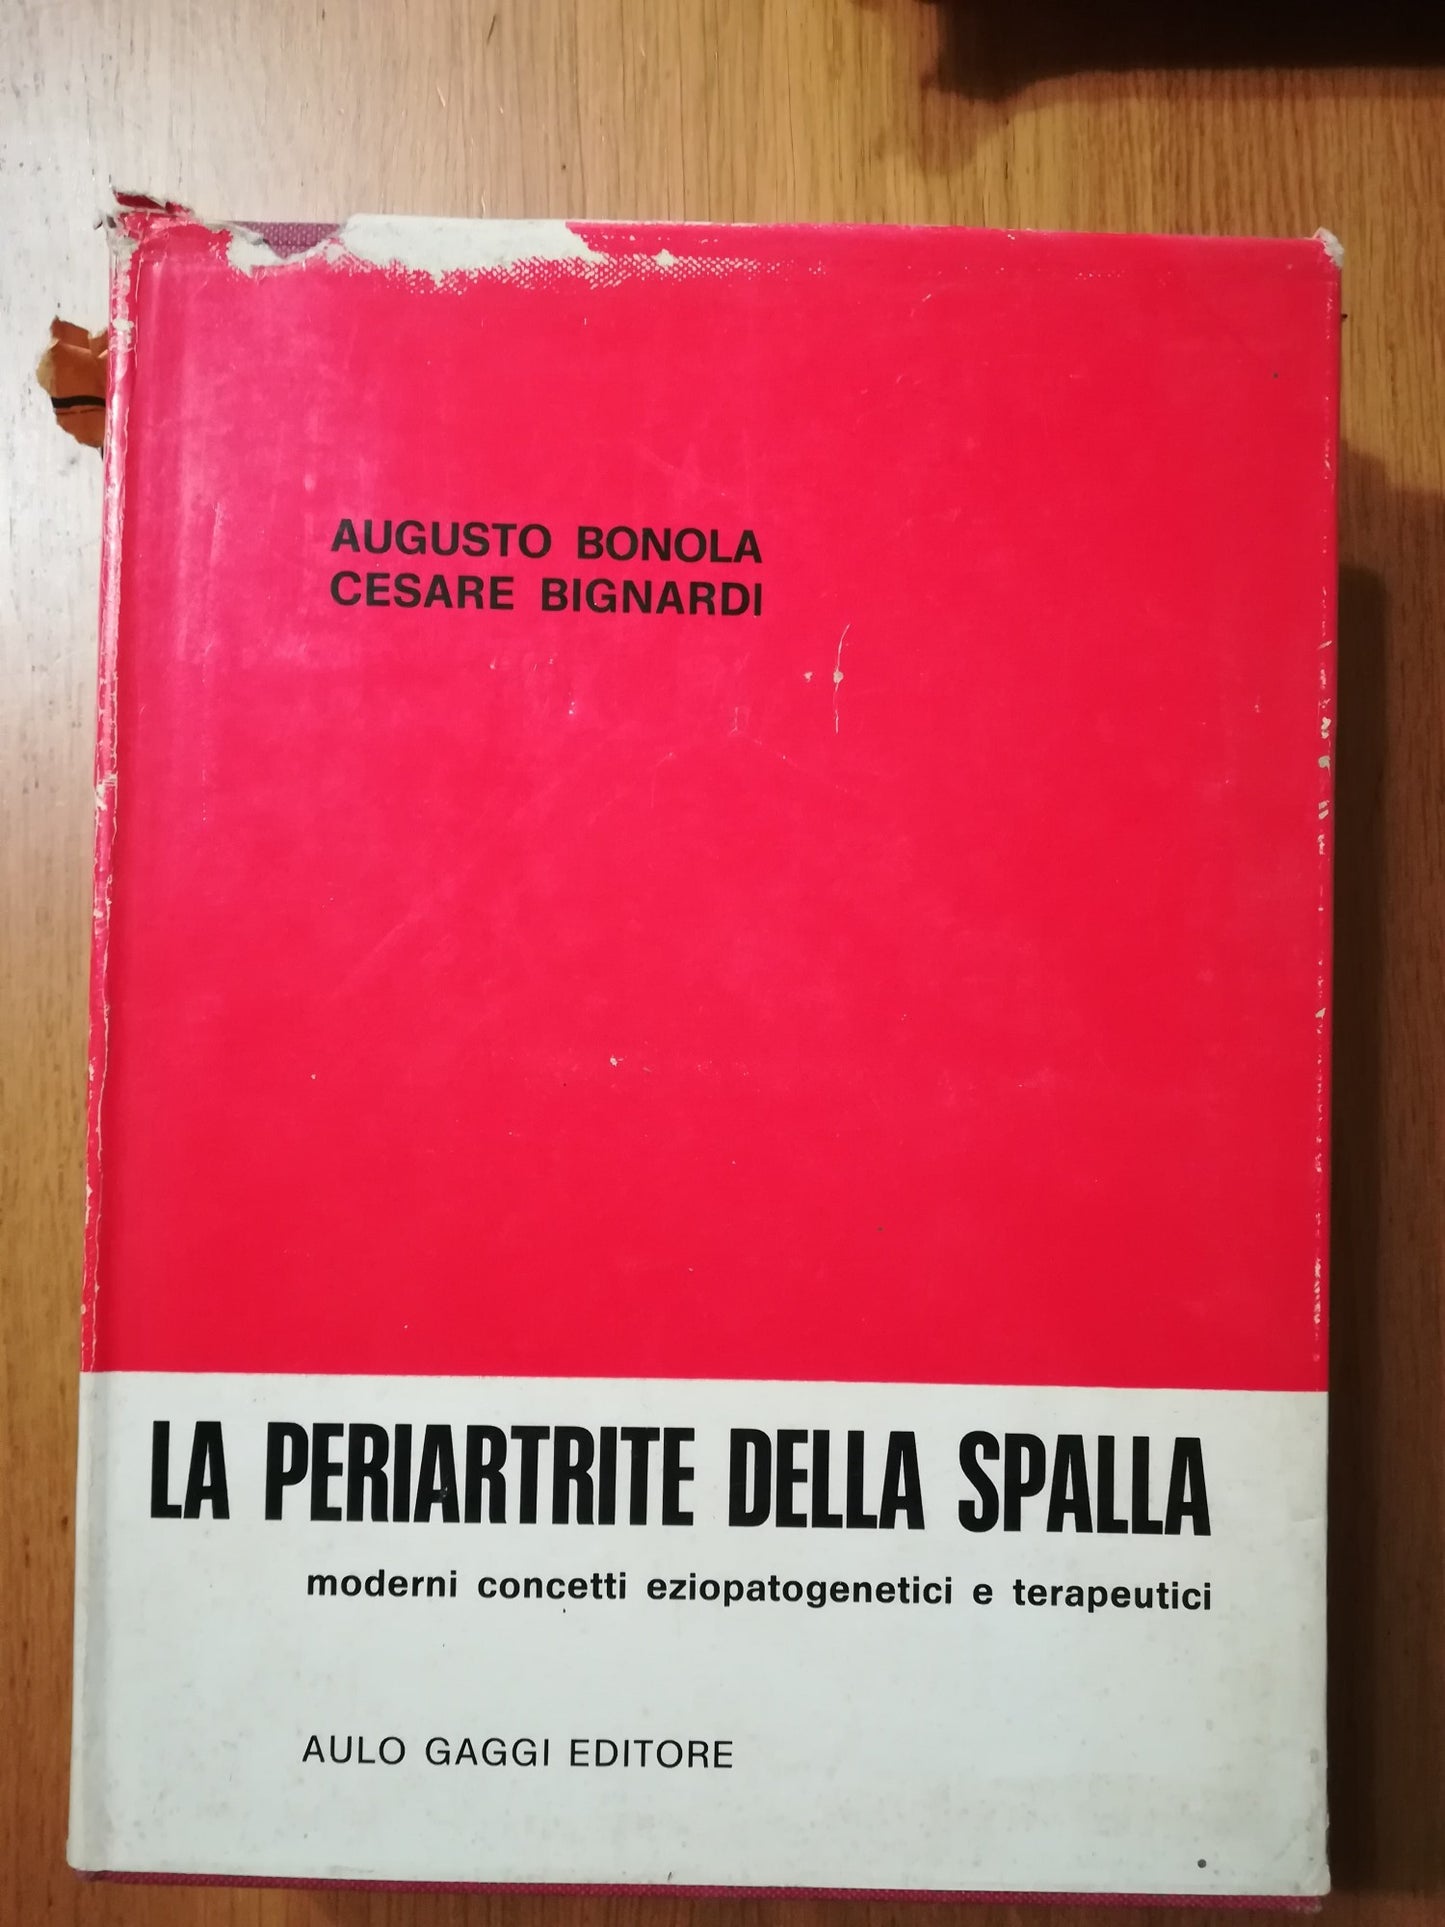 AUGUSTO BONOLA
CESARE BIGNARDI
LA PERIARTRITE DELLA SPALLA
moderni concetti eziopatogenetici e terapeutici
AULO GAGGI EDITORE